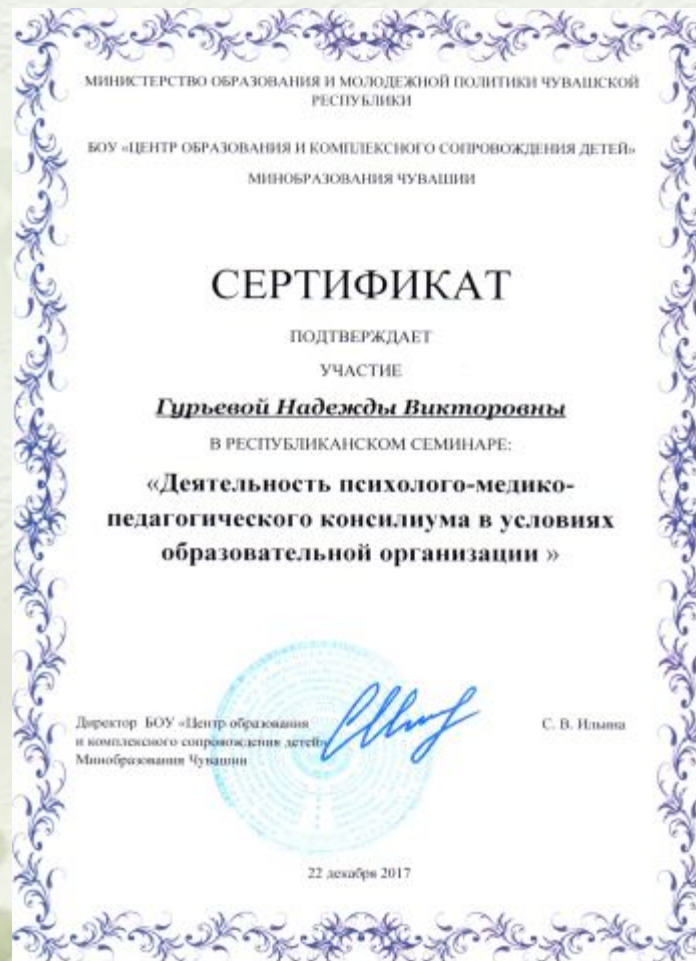 МИНИСТЕРСТВО ОБРАЗОВАНИЯ И МОЛОДЕЖНОЙ ПОЛИТИКИ ЧУВАШСКОЙ
РЕСПУБЛИКИ
БОУ «ЦЕНТР ОБРАЗОВАНИЯ И КОМПЛЕКСНОГО СОПРОВОЖДЕНИЯ ДЕТЕЙ»
МИНОБРАЗОВАНИЯ ЧУВАШИИ
СЕРТИФИКАТ
ПОДТВЕРЖДАЕТ
УЧАСТИЕ
Гурьевой Надежды Викторовны
В РЕСПУБЛИКАНСКОМ СЕМИНАРЕ:
«Деятельность психолого-медико-
педагогического консилиума в условиях
образовательной организации »
Директор БОУ «Центр образования
и комплексного сопровождения детей»
Минобразования Чувашии
С. В. Ильина
22 декабря 2017